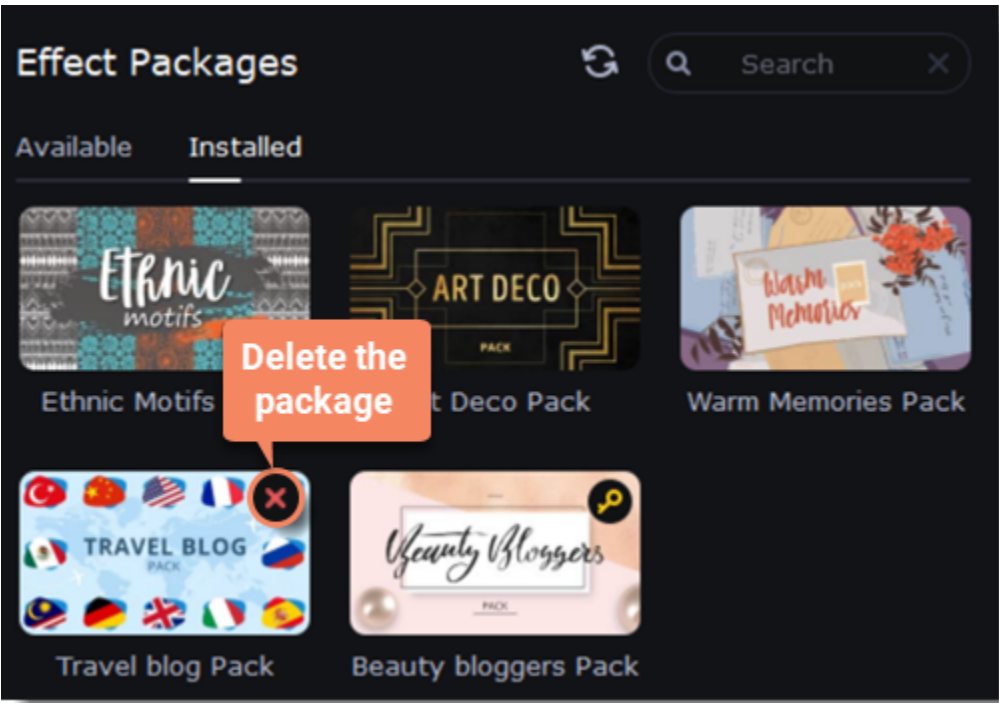 Effect Packages
Search
Available
Installed
Ethnic
motifs
ART DECO
PACK
Warm
Memories
Delete the
package
Ethnic Motifs
t Deco Pack
Warm Memories Pack
TRAVEL BLOG
PACK
Beauty Bloggers
PACK
Travel blog Pack
Beauty bloggers Pack